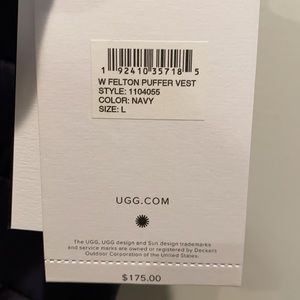 1 92410 35718 5
W FELTON PUFFER VEST
STYLE: 1104055
COLOR: NAVY
SIZE: L
UGG.COM
The UGG, UGG design and Sun design trademarks
and service marks are owned or registered by Deckers
Outdoor Corporation of the United States.
$175.00